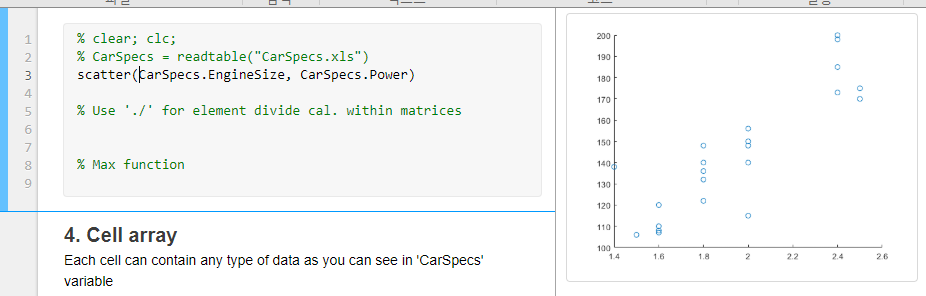 1 % clear; clc;
2 % CarSpecs = readtable("CarSpecs.xls")
3 scatter(CarSpecs.EngineSize, CarSpecs.Power)
4
5 % Use './' for element divide cal. within matrices
6
7
8 % Max function
9
4. Cell array
Each cell can contain any type of data as you can see in 'CarSpecs'
variable
200
190
180
170
160
150
140
130
120
110
100
1.4 1.6 1.8 2 2.2 2.4 2.6